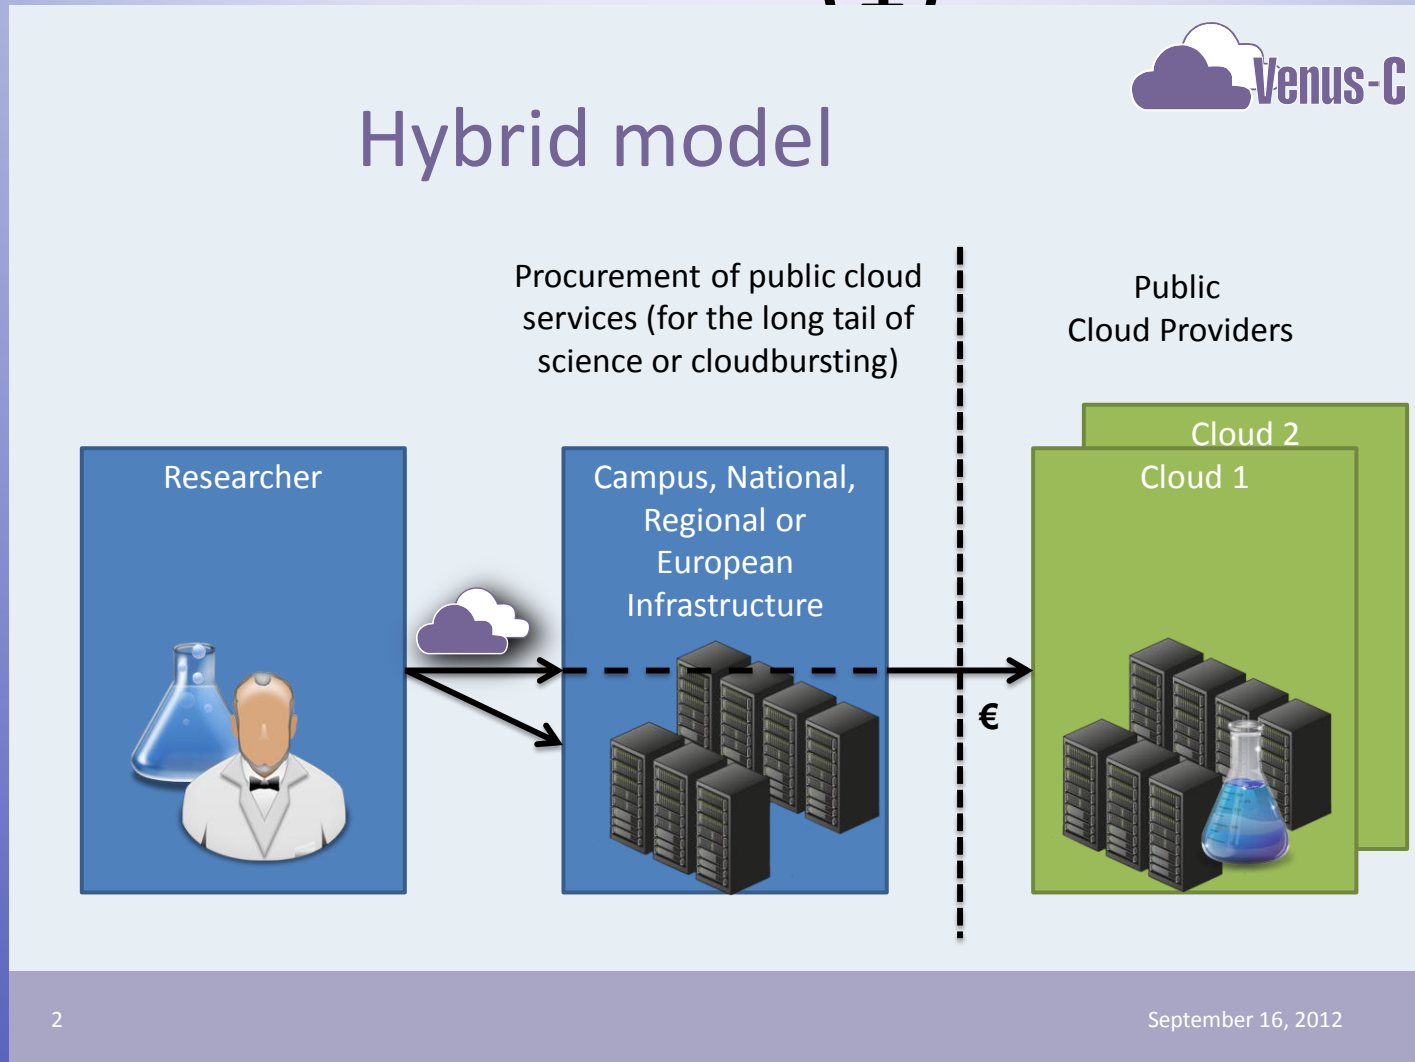 Venus-C
Hybrid model
Procurement of public cloud
services (for the long tail of
science or cloudbursting)
Public
Cloud Providers
Researcher
Campus, National,
Regional or
European
Infrastructure
Cloud 2
Cloud 1
€
2
September 16, 2012